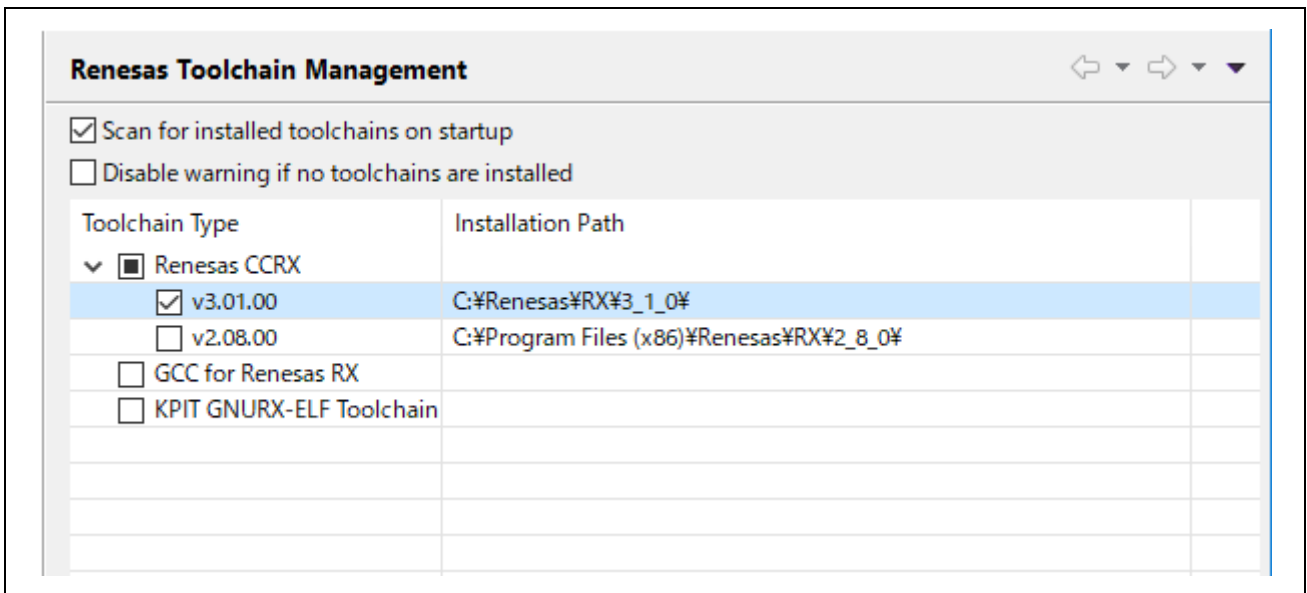 Renesas Toolchain Management
Scan for installed toolchains on startup
Disable warning if no toolchains are installed
Toolchain Type Installation Path
Renesas CCRX
v3.01.00 C:¥Renesas¥RX¥3_1_0¥
v2.08.00 C:¥Program Files (x86)¥Renesas¥RX¥2_8_0¥
GCC for Renesas RX
KPIT GNURX-ELF Toolchain